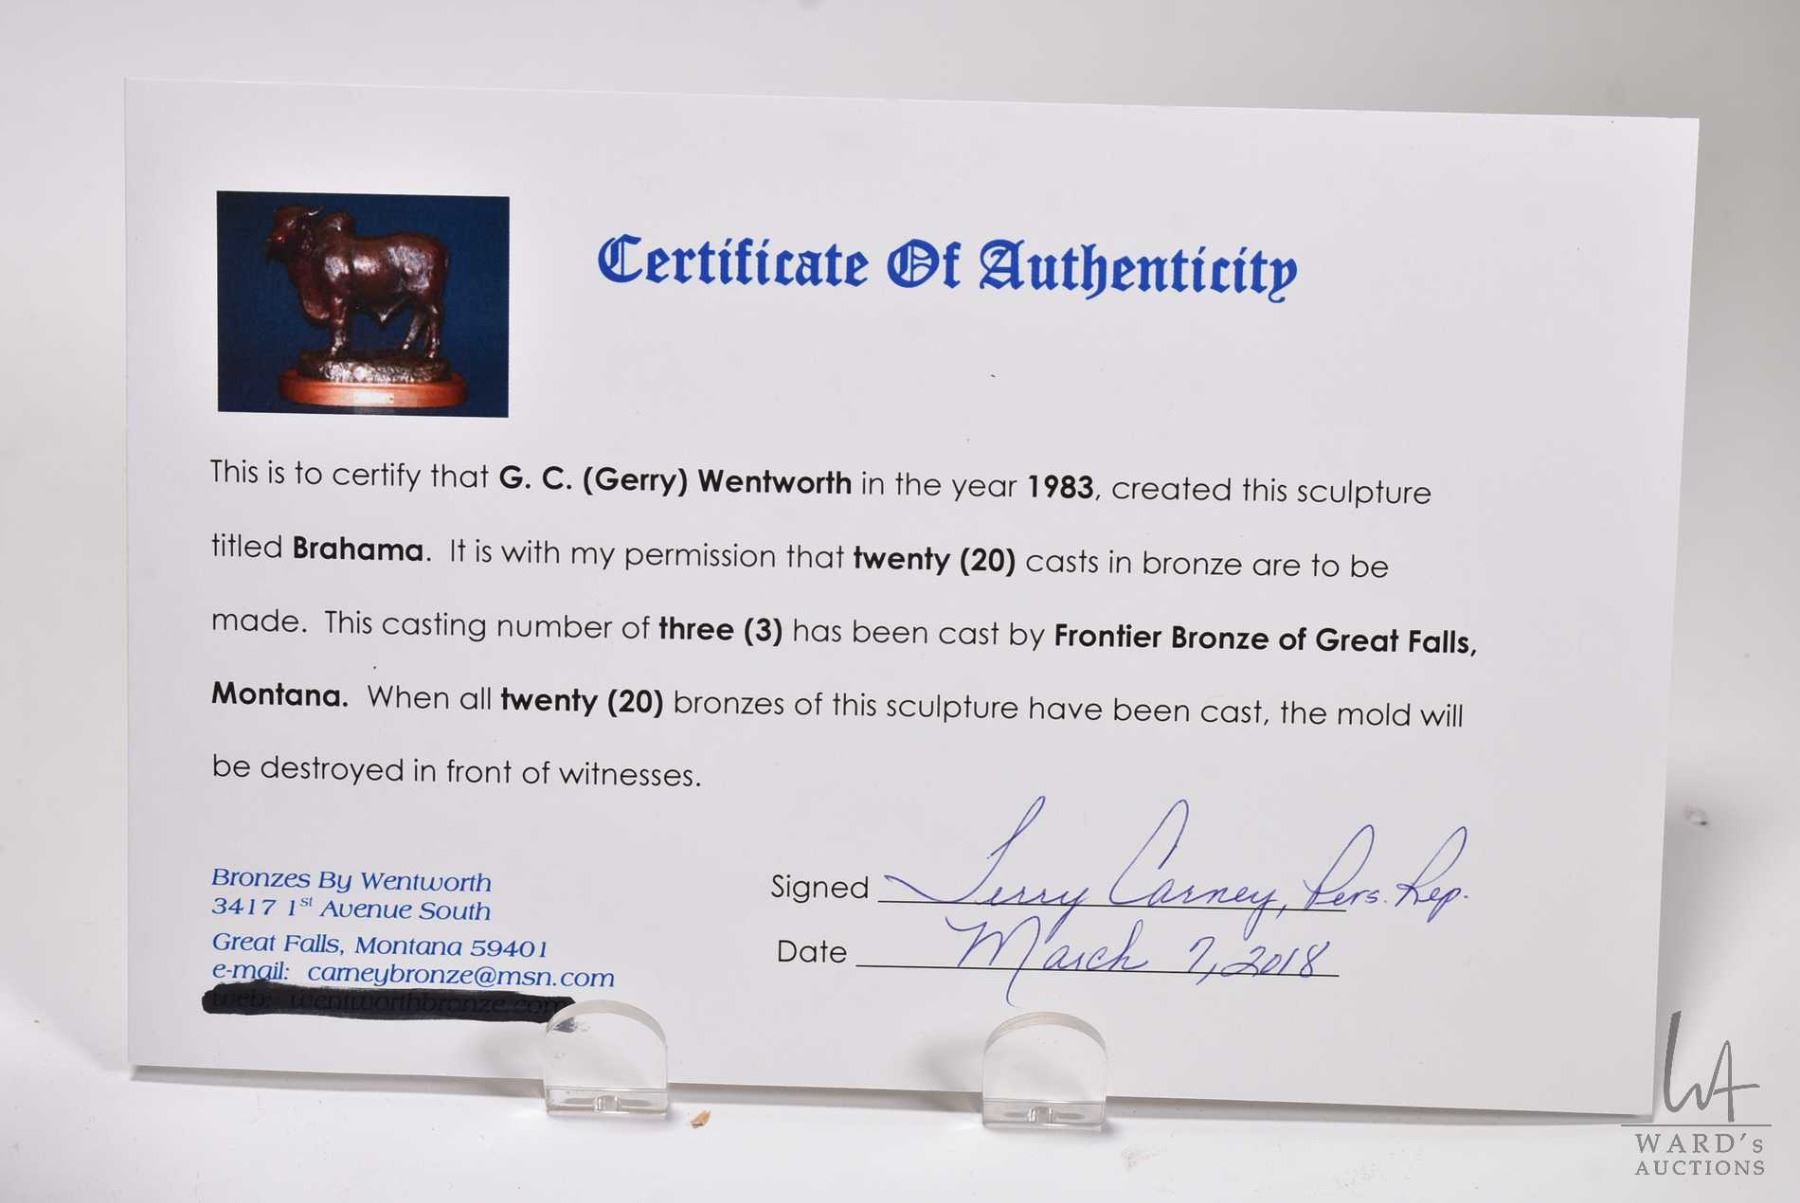 Certificate Of Authenticity
This is to certify that G. C. (Gerry) Wentworth in the year 1983, created this sculpture
titled Brahama. It is with my permission that twenty (20) casts in bronze are to be
made. This casting number of three (3) has been cast by Frontier Bronze of Great Falls,
Montana. When all twenty (20) bronzes of this sculpture have been cast, the mold will
be destroyed in front of witnesses.
Bronzes By Wentworth
3417 1st Avenue South
Great Falls, Montana 59401
e-mail: carneybronze@msn.com
web: wentworthbronze.com
Signed Jerry Carney, Pers. Rep.
Date March 7, 2018
WA
WARD's
AUCTIONS